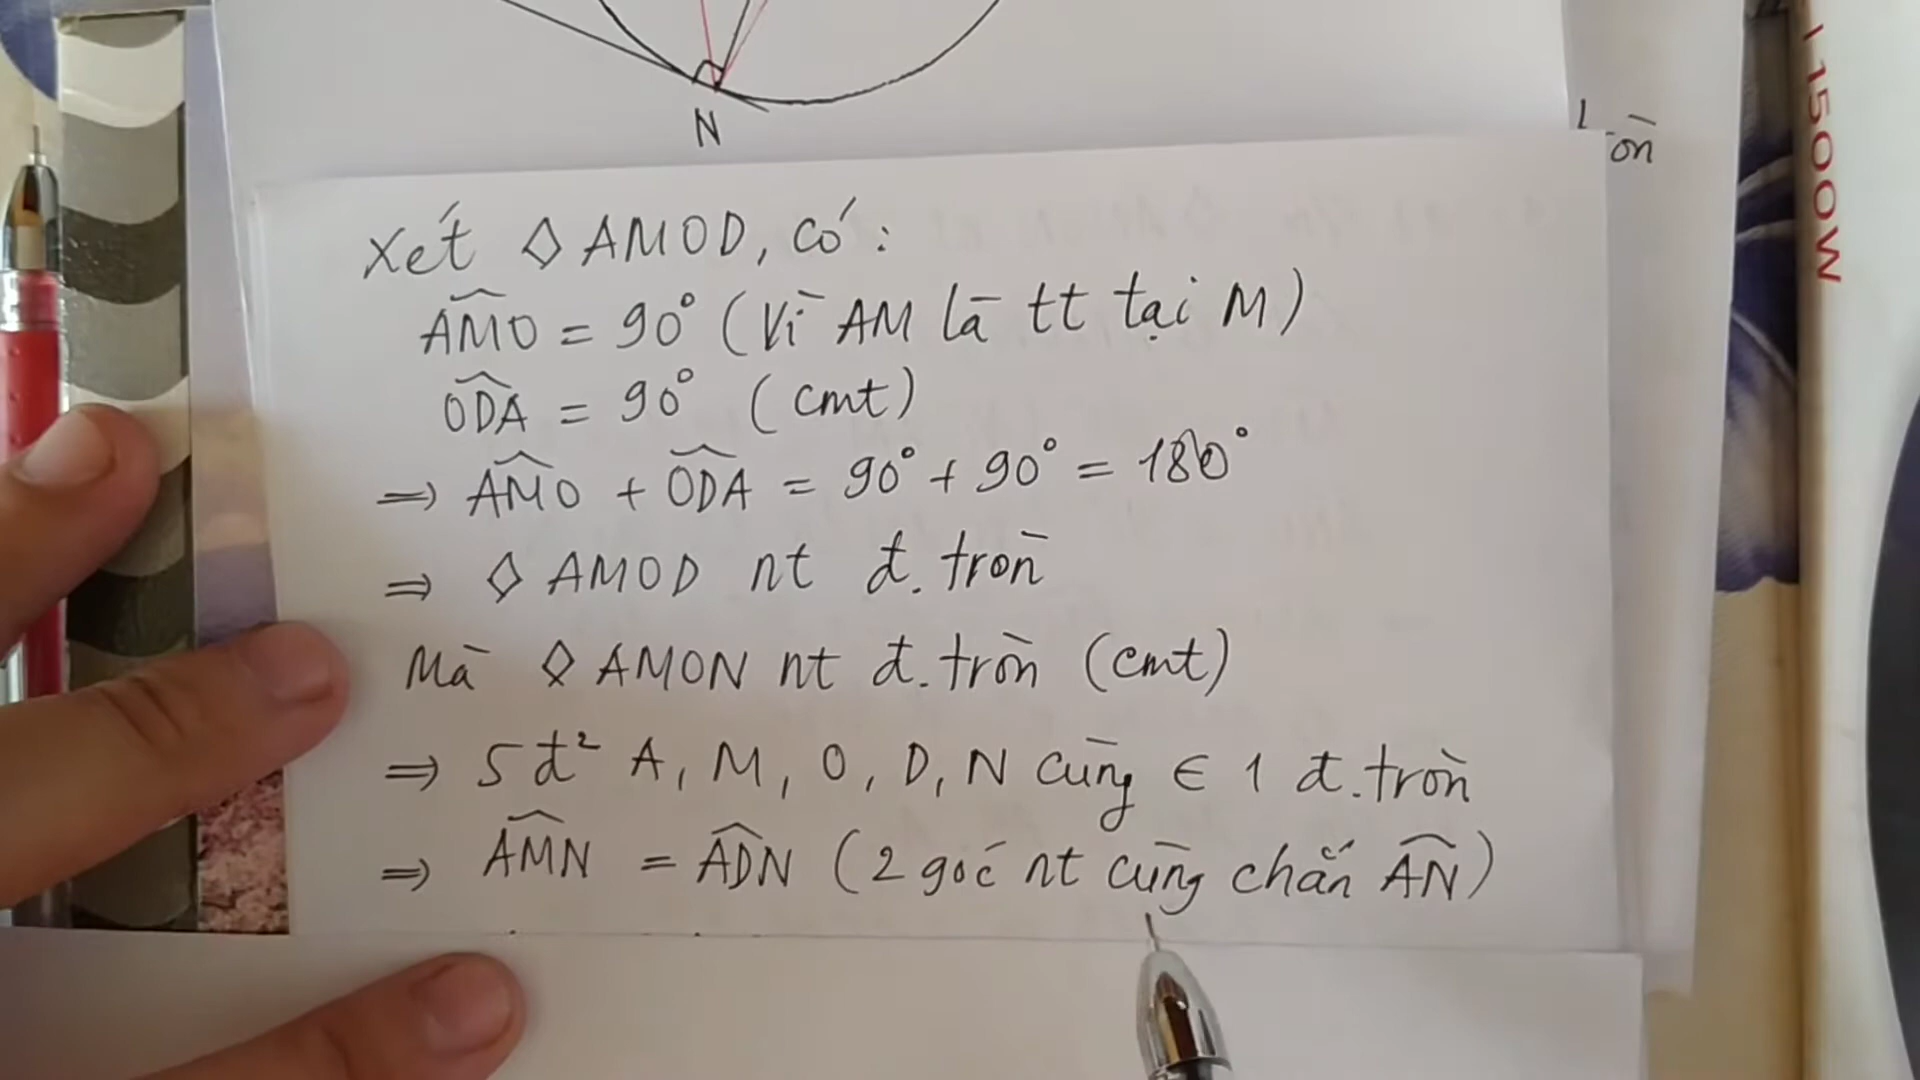 N
òn
1500W
Xét ◇ AMOD, có:
AMO = 90° (Vì AM là tt tại M)
ODA = 90° (cmt)
=> AMO + ODA = 90° + 90° = 180°
=> ◇ AMOD nt đ. tròn
Mà ◇ AMON nt đ. tròn (cmt)
=> 5 đ² A, M, O, D, N cùng ∈ 1 đ. tròn
=> AMN = ADN (2 góc nt cùng chắn AN)